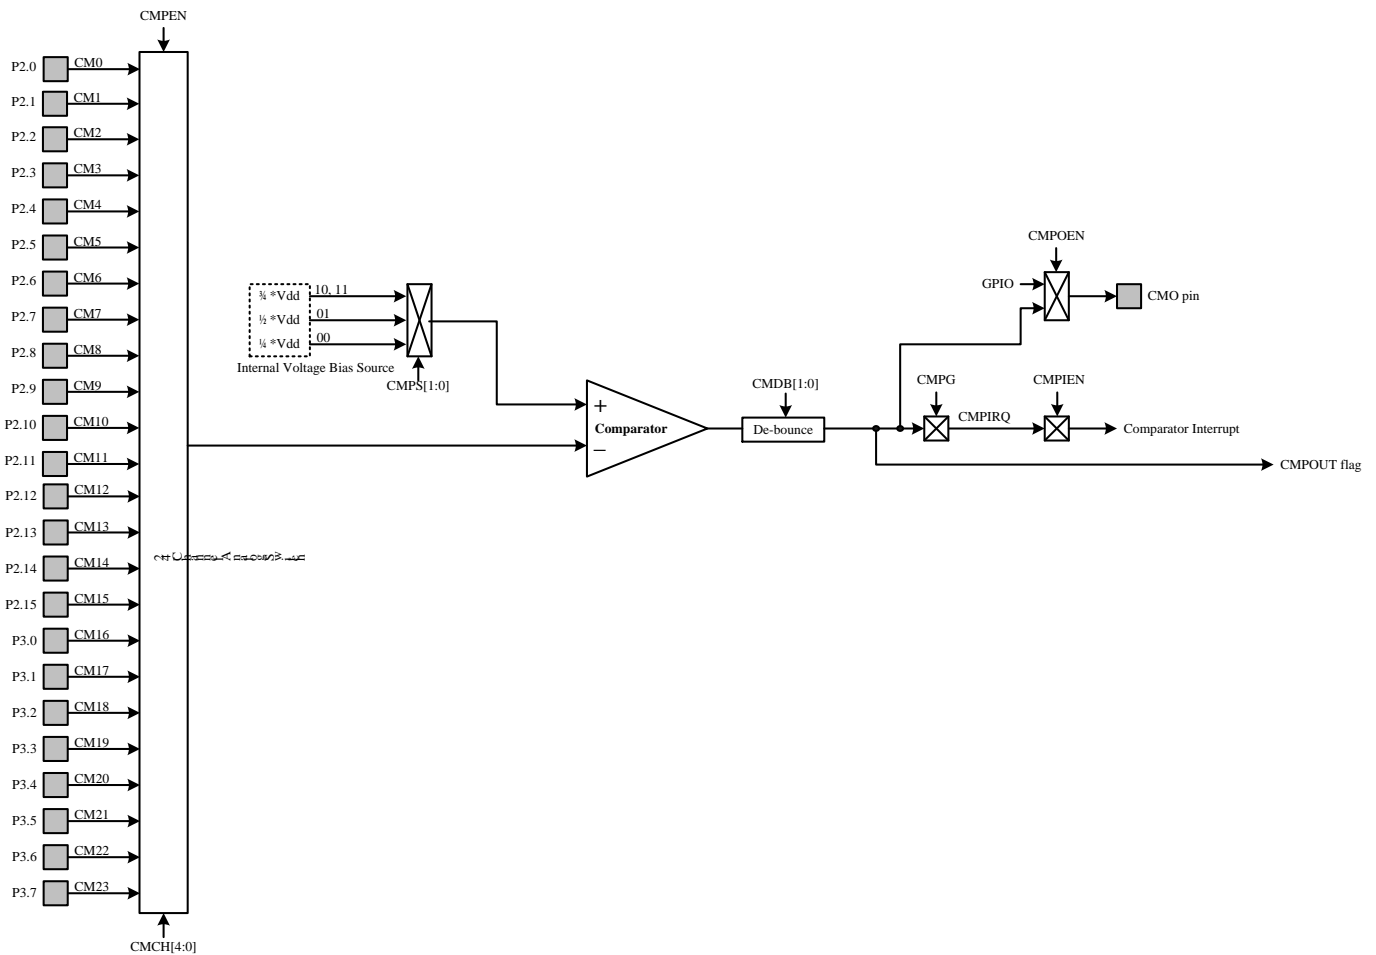 CMPEN
P2.0 CM0
P2.1 CM1
P2.2 CM2
P2.3 CM3
P2.4 CM4
P2.5 CM5
P2.6 CM6
P2.7 CM7
P2.8 CM8
P2.9 CM9
P2.10 CM10
P2.11 CM11
P2.12 CM12
P2.13 CM13
P2.14 CM14
P2.15 CM15
P3.0 CM16
P3.1 CM17
P3.2 CM18
P3.3 CM19
P3.4 CM20
P3.5 CM21
P3.6 CM22
P3.7 CM23
CMCH[4:0]
¾ *Vdd 10, 11
½ *Vdd 01
¼ *Vdd 00
Internal Voltage Bias Source
CMPS[1:0]
+
Comparator
−
CMDB[1:0]
De-bounce
CMPOEN
GPIO
CMO pin
CMPG
CMPIRQ
CMPIEN
Comparator Interrupt
CMPOUT flag